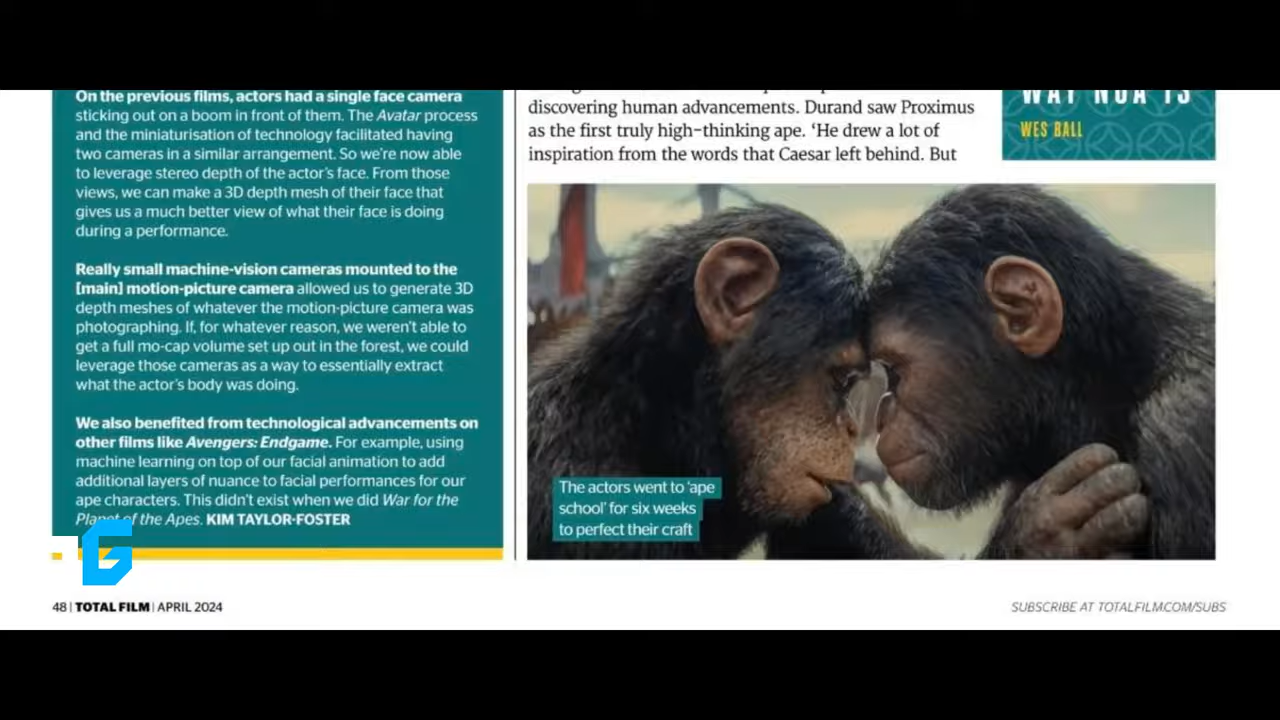 On the previous films, actors had a single face camera
sticking out on a boom in front of them. The Avatar process
and the miniaturisation of technology facilitated having
two cameras in a similar arrangement. So we're now able
to leverage stereo depth of the actor's face. From those
views, we can make a 3D depth mesh of their face that
gives us a much better view of what their face is doing
during a performance.
Really small machine-vision cameras mounted to the
[main] motion-picture camera allowed us to generate 3D
depth meshes of whatever the motion-picture camera was
photographing. If, for whatever reason, we weren't able to
get a full mo-cap volume set up out in the forest, we could
leverage those cameras as a way to essentially extract
what the actor's body was doing.
We also benefited from technological advancements on
other films like Avengers: Endgame. For example, using
machine learning on top of our facial animation to add
additional layers of nuance to facial performances for our
ape characters. This didn't exist when we did War for the
Planet of the Apes. KIM TAYLOR-FOSTER
discovering human advancements. Durand saw Proximus
as the first truly high-thinking ape. 'He drew a lot of
inspiration from the words that Caesar left behind. But
WES BALL
The actors went to 'ape
school' for six weeks
to perfect their craft
G
48 | TOTAL FILM | APRIL 2024
SUBSCRIBE AT TOTALFILM.COM/SUBS